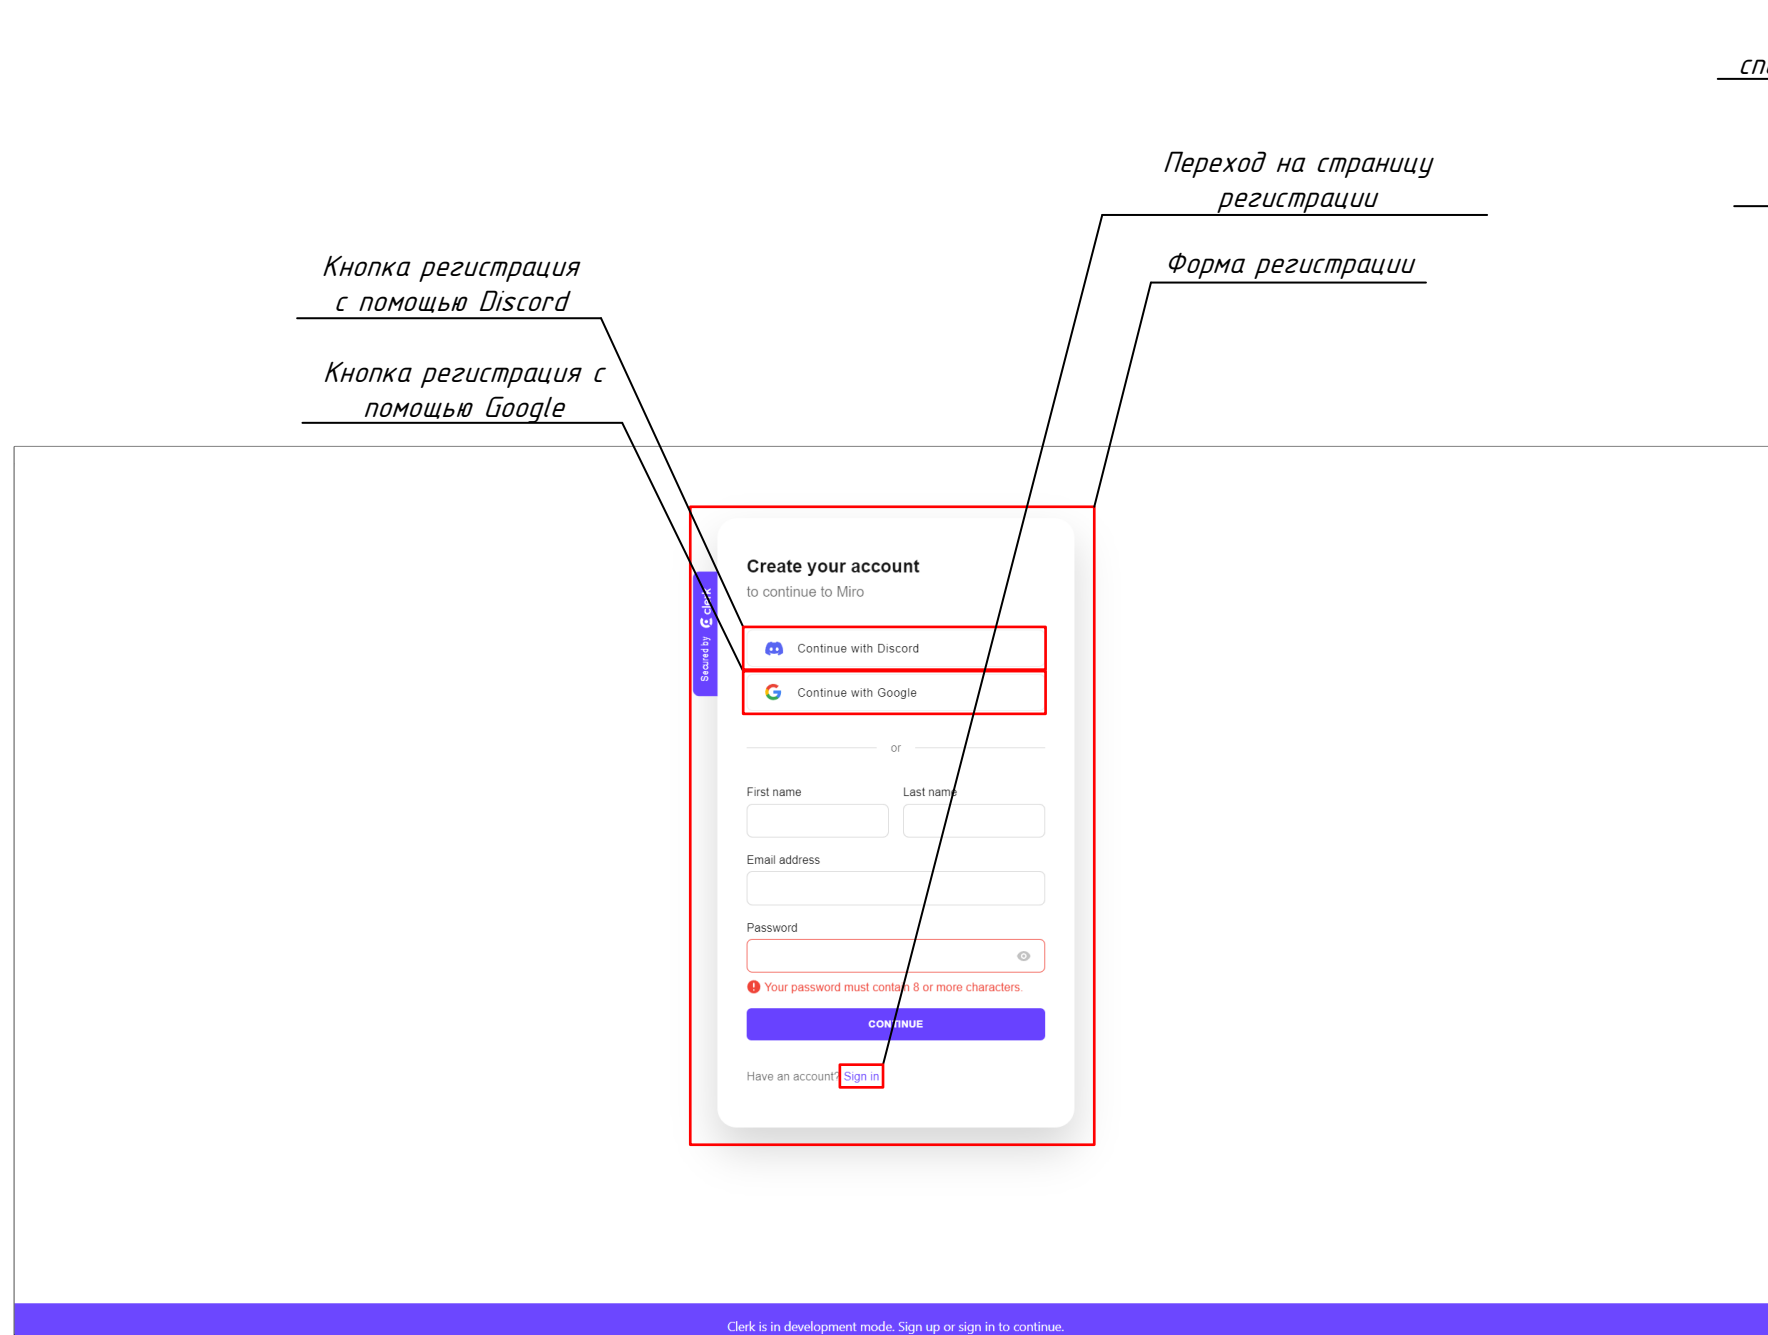 Переход на страницу
регистрации
Форма регистрации
Кнопка регистрация
с помощью Discord
Кнопка регистрация с
помощью Google
Create your account
to continue to Miro
Secured by clerk
Continue with Discord
Continue with Google
or
First name Last name
Email address
Password
Your password must contain 8 or more characters.
CONTINUE
Have an account? Sign in
Clerk is in development mode. Sign up or sign in to continue.